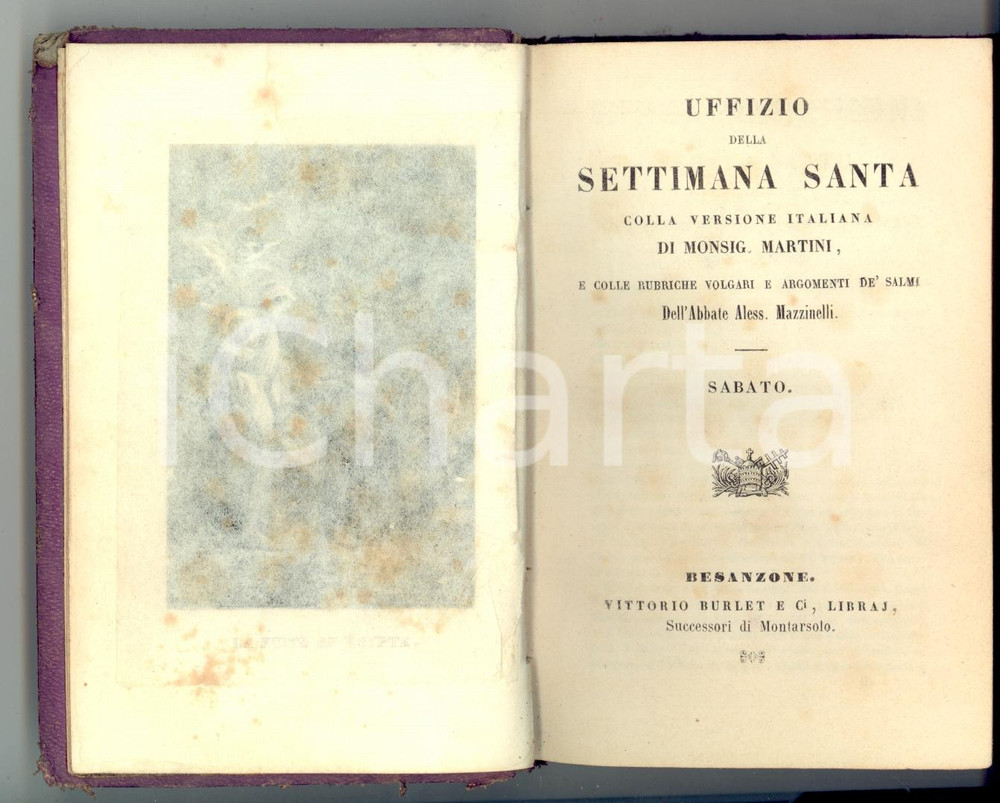 UFFIZIO
DELLA
SETTIMANA SANTA
COLLA VERSIONE ITALIANA
DI MONSIG. MARTINI,
E COLLE RUBRICHE VOLGARI E ARGOMENTI DE' SALMI
Dell'Abbate Aless. Mazzinelli.
SABATO.
BESANZONE.
VITTORIO BURLET E Ci, LIBRAJ,
Successori di Montarsolo.
iCharta